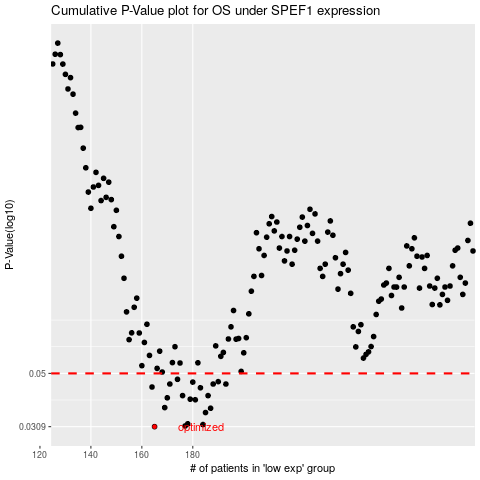 Cumulative P-Value plot for OS under SPEF1 expression
P-Value(log10)
0.05
0.0309
optimized
120 140 160 180
# of patients in 'low exp' group